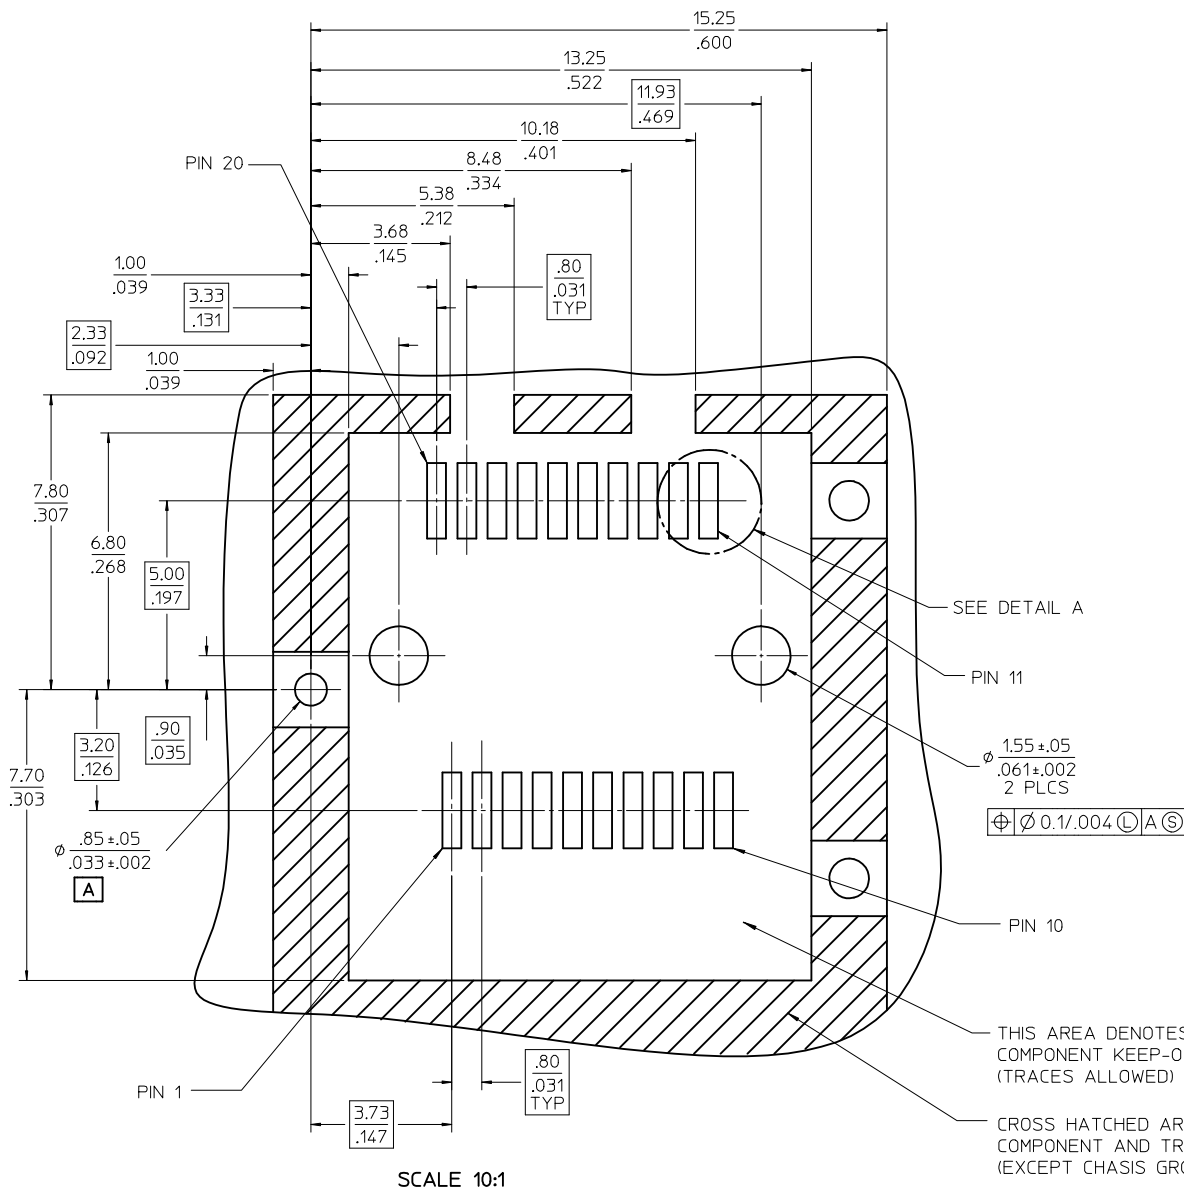 15.25
.600
13.25
.522
11.93
.469
10.18
.401
PIN 20
8.48
.334
5.38
.212
3.68
.145
1.00
.039
.80
.031
TYP
3.33
.131
2.33
.092
1.00
.039
7.80
.307
6.80
.268
5.00
.197
SEE DETAIL A
PIN 11
.90
.035
3.20
.126
7.70
.303
⌀ 1.55±.05
.061±.002
2 PLCS
⌖ ⌀ 0.1/.004 Ⓛ A Ⓢ
⌀ .85±.05
.033±.002
A
PIN 10
THIS AREA DENOTES
COMPONENT KEEP-O
(TRACES ALLOWED)
.80
.031
TYP
PIN 1
3.73
.147
CROSS HATCHED AR
COMPONENT AND TR
(EXCEPT CHASIS GRO
SCALE 10:1